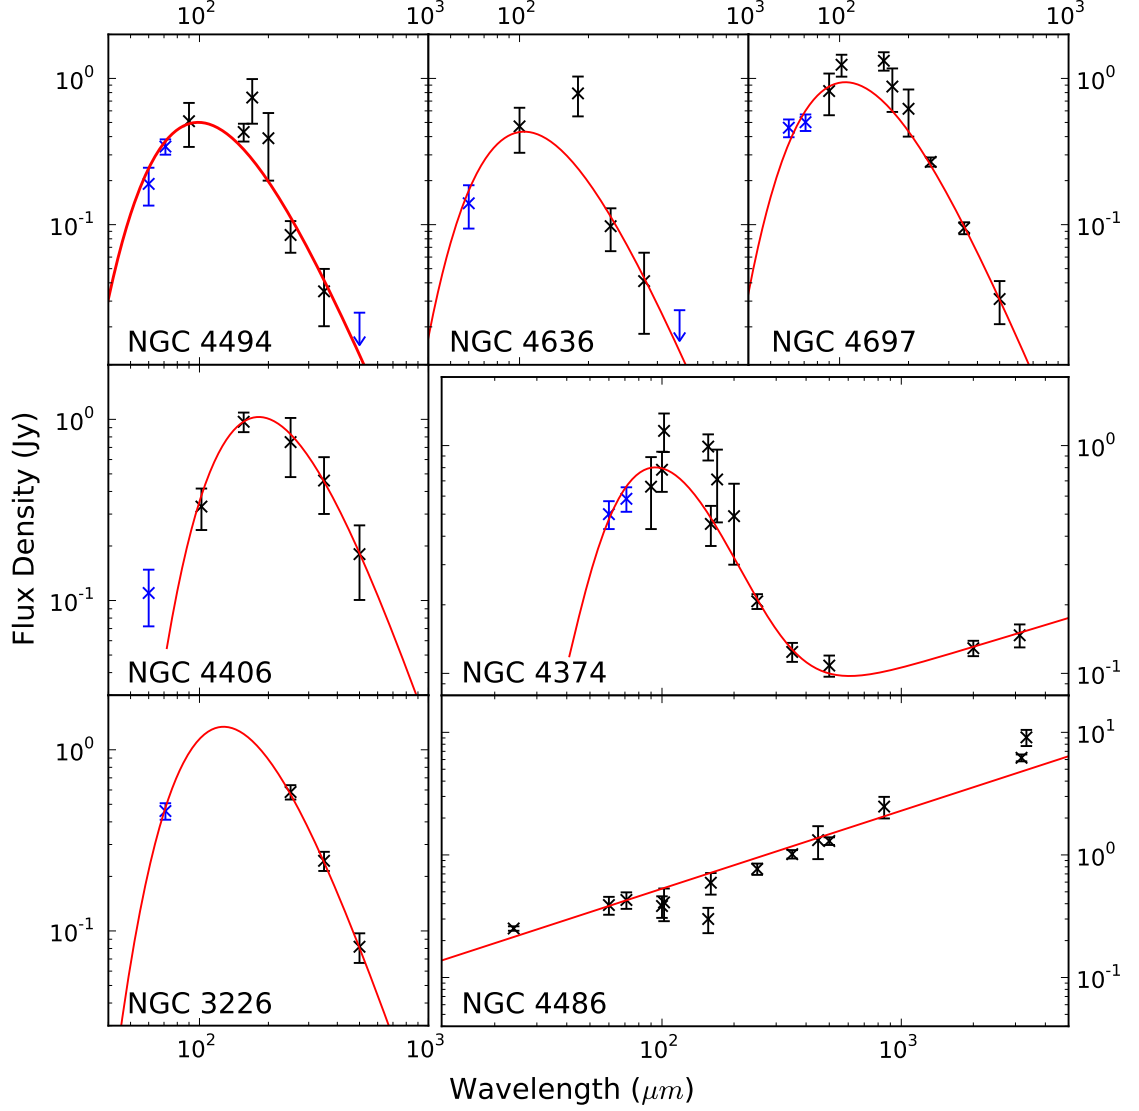 10² 10³ 10² 10³ 10² 10³
10⁰ 10⁰
10⁻¹ 10⁻¹
NGC 4494 NGC 4636 NGC 4697
10⁰ 10⁰
10⁻¹ 10⁻¹
NGC 4406 NGC 4374
10⁰ 10¹
10⁰
10⁻¹ 10⁻¹
NGC 3226 NGC 4486
10² 10³ 10² 10³
Flux Density (Jy)
Wavelength (μm)